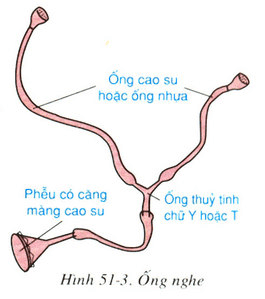 Ống cao su
hoặc ống nhựa
Phễu có căng
màng cao su
Ống thuỷ tinh
chữ Y hoặc T
Hình 51-3. Ống nghe